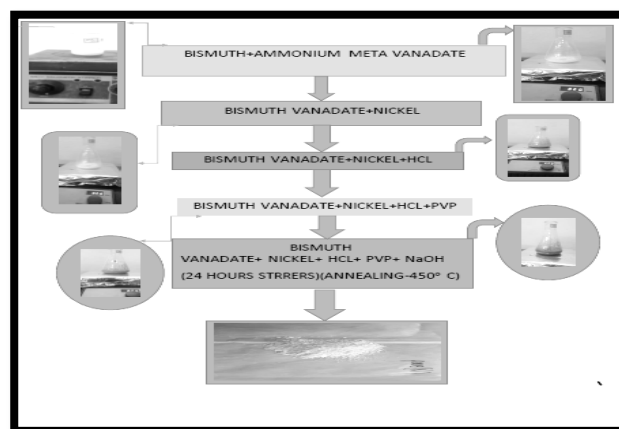 BISMUTH+AMMONIUM META VANADATE
BISMUTH VANADATE+NICKEL
BISMUTH VANADATE+NICKEL+HCL
BISMUTH VANADATE+NICKEL+HCL+PVP
BISMUTH
VANADATE+ NICKEL+ HCL+ PVP+ NaOH
(24 HOURS STRRERS)(ANNEALING-450° C)